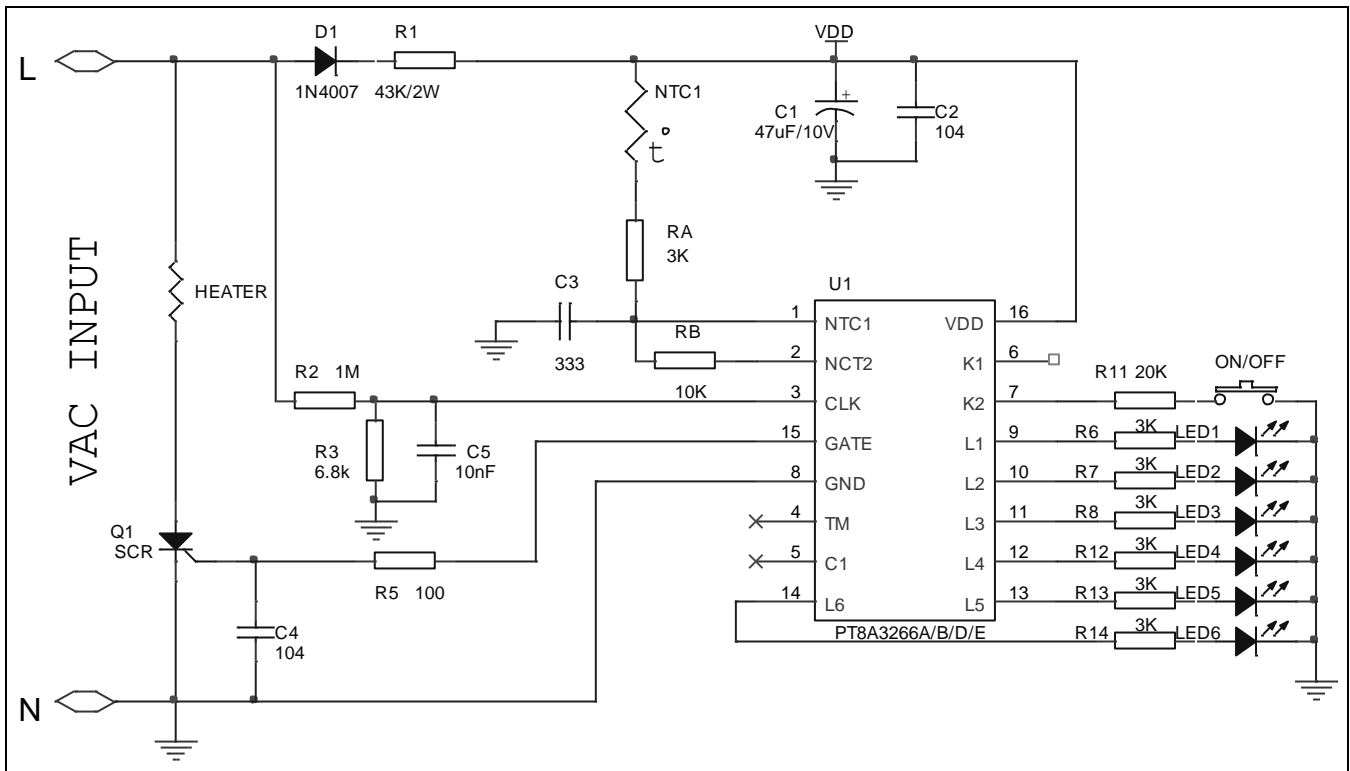 D1 R1 VDD
L
1N4007 43K/2W
NTC1
t°
C1 + C2
47uF/10V 104
RA
3K
VAC INPUT
HEATER
C3
333
U1
RB
10K
1 NTC1 VDD 16
2 NCT2 K1 6
3 CLK K2 7
15 GATE L1 9
8 GND L2 10
4 TM L3 11
5 C1 L4 12
14 L6 L5 13
PT8A3266A/B/D/E
R2 1M
R3
6.8k
C5
10nF
ON/OFF
R11 20K
R6 3K LED1
R7 3K LED2
R8 3K LED3
R12 3K LED4
R13 3K LED5
R14 3K LED6
Q1
SCR
R5 100
C4
104
N